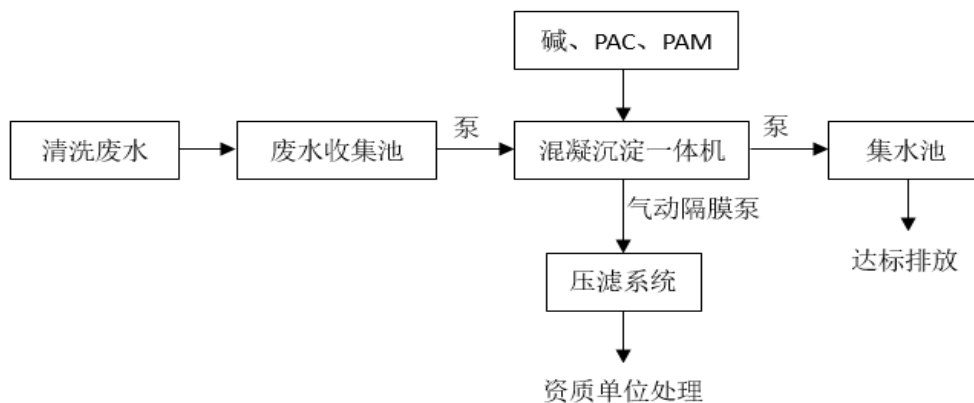 碱、PAC、PAM
清洗废水
废水收集池
泵
混凝沉淀一体机
泵
集水池
气动隔膜泵
达标排放
压滤系统
资质单位处理